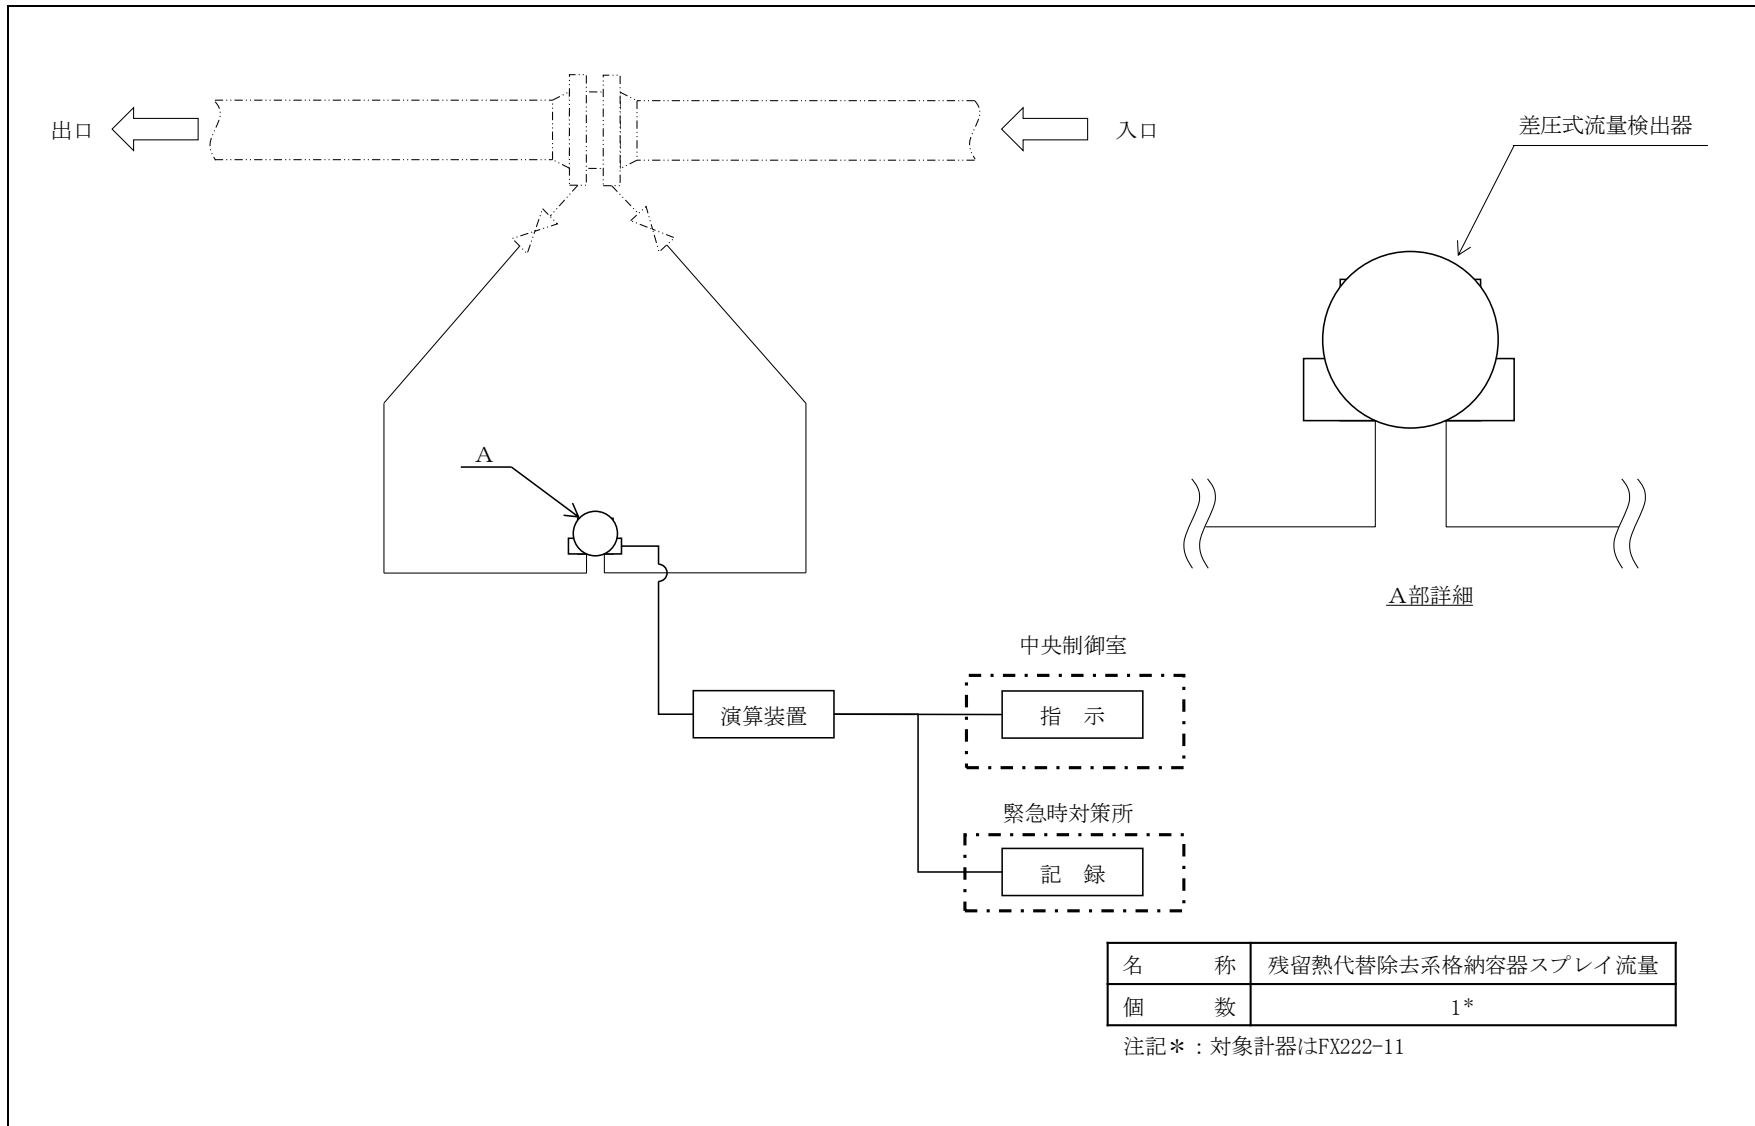 出口
入口
差圧式流量検出器
A
A部詳細
中央制御室
演算装置
指 示
緊急時対策所
記 録
名 称 残留熱代替除去系格納容器スプレイ流量
個 数 1*
注記＊：対象計器はFX222-11